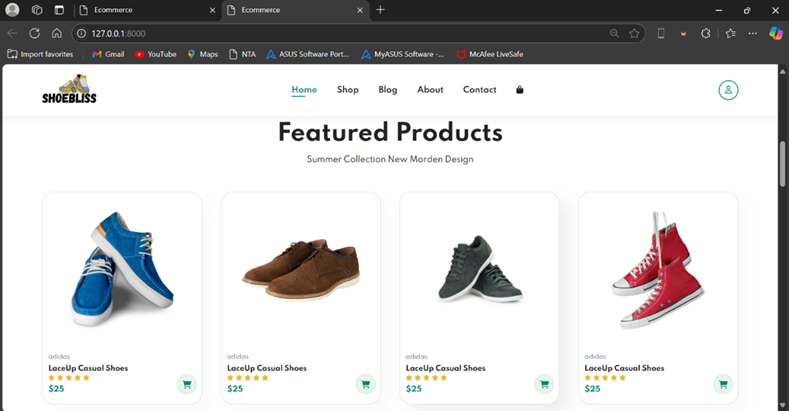 Ecommerce
Ecommerce
127.0.0.1:8000
Import favorites
Gmail
YouTube
Maps
NTA
ASUS Software Port...
MyASUS Software -...
McAfee LiveSafe
SHOEBLISS
Home
Shop
Blog
About
Contact
Featured Products
Summer Collection New Morden Design
adidas
LaceUp Casual Shoes
$25
adidas
LaceUp Casual Shoes
$25
adidas
LaceUp Casual Shoes
$25
adidas
LaceUp Casual Shoes
$25